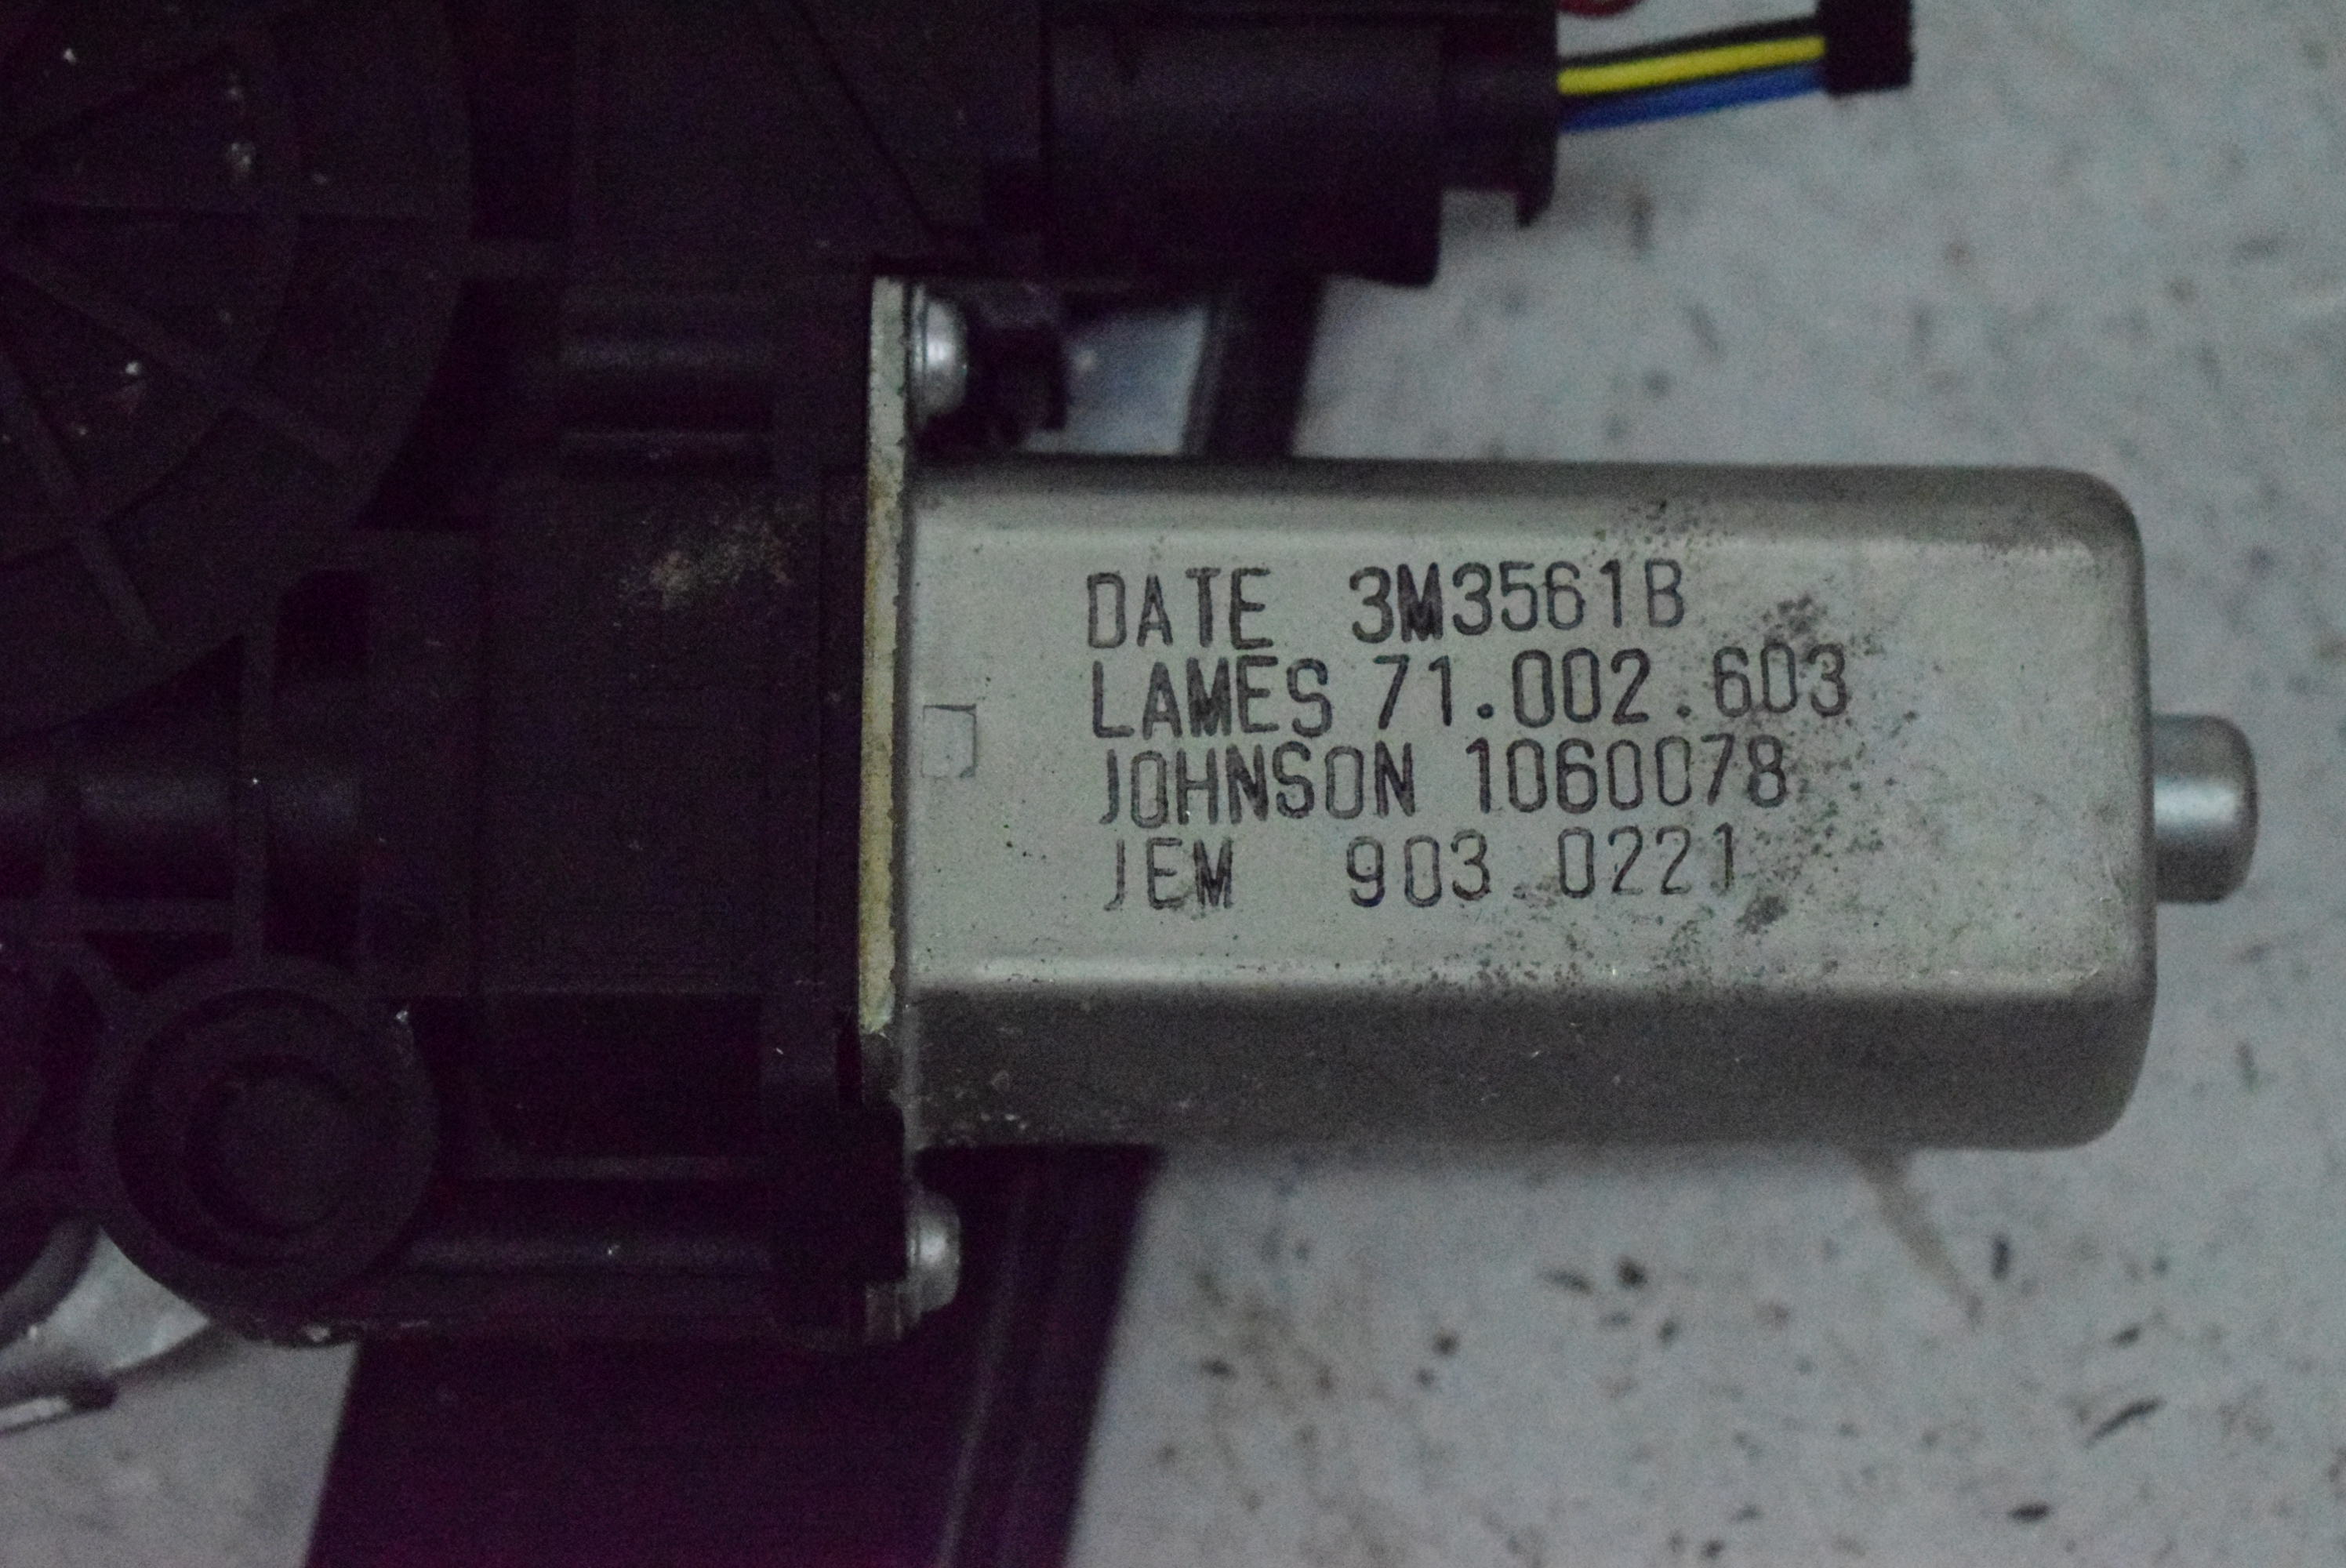 DATE 3M3561B
LAMES 71.002.603
JOHNSON 1060078
JEM 903.0221